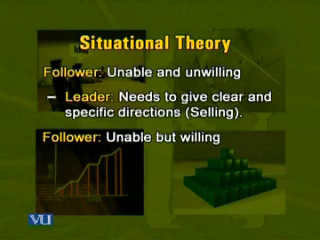 Situational Theory
Follower: Unable and unwilling
– Leader: Needs to give clear and
specific directions (Selling).
Follower: Unable but willing
VU